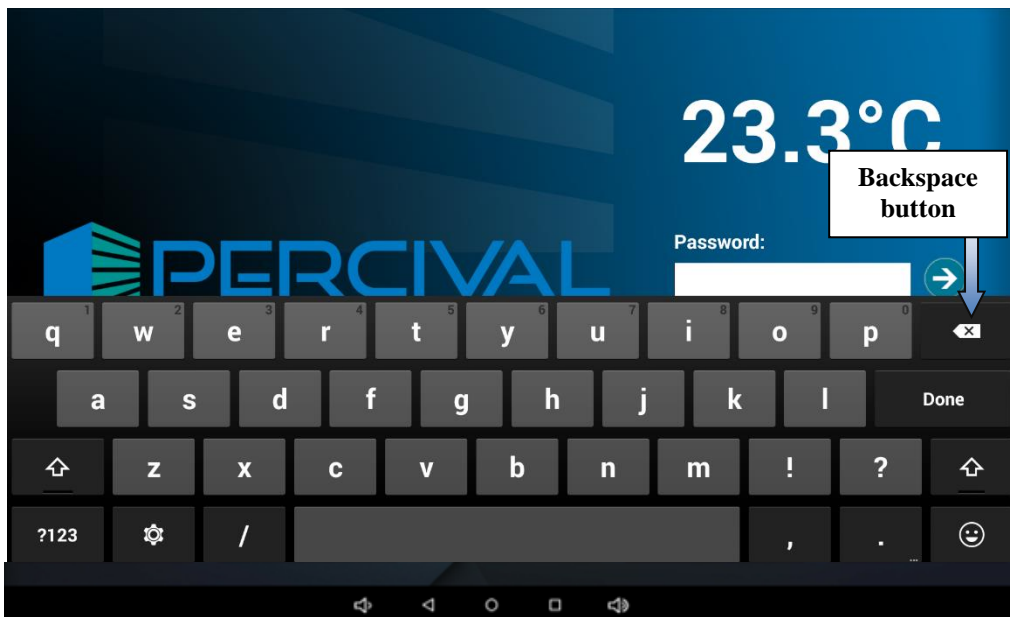 23.3°C
Backspace
button
Password:
PERCIVAL
1 2 3 4 5 6 7 8 9 0
q w e r t y u i o p
a s d f g h j k l Done
z x c v b n m ! ?
?123 / , .